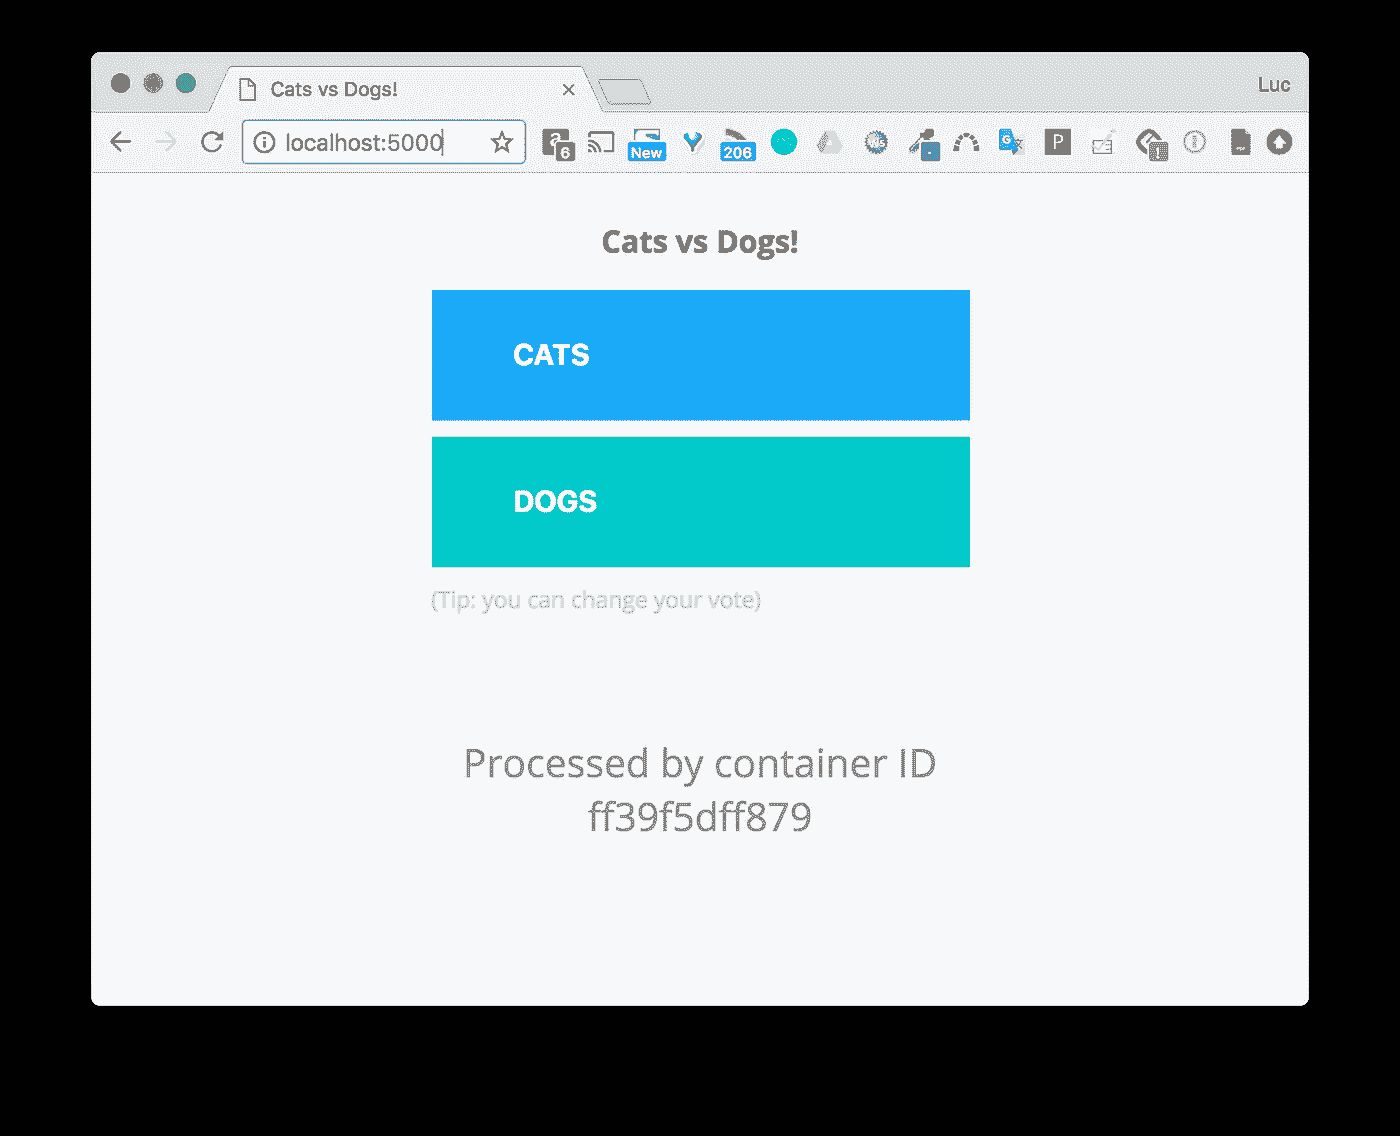 Cats vs Dogs!
Luc
localhost:5000
6
New
206
P
Cats vs Dogs!
CATS
DOGS
(Tip: you can change your vote)
Processed by container ID
ff39f5dff879